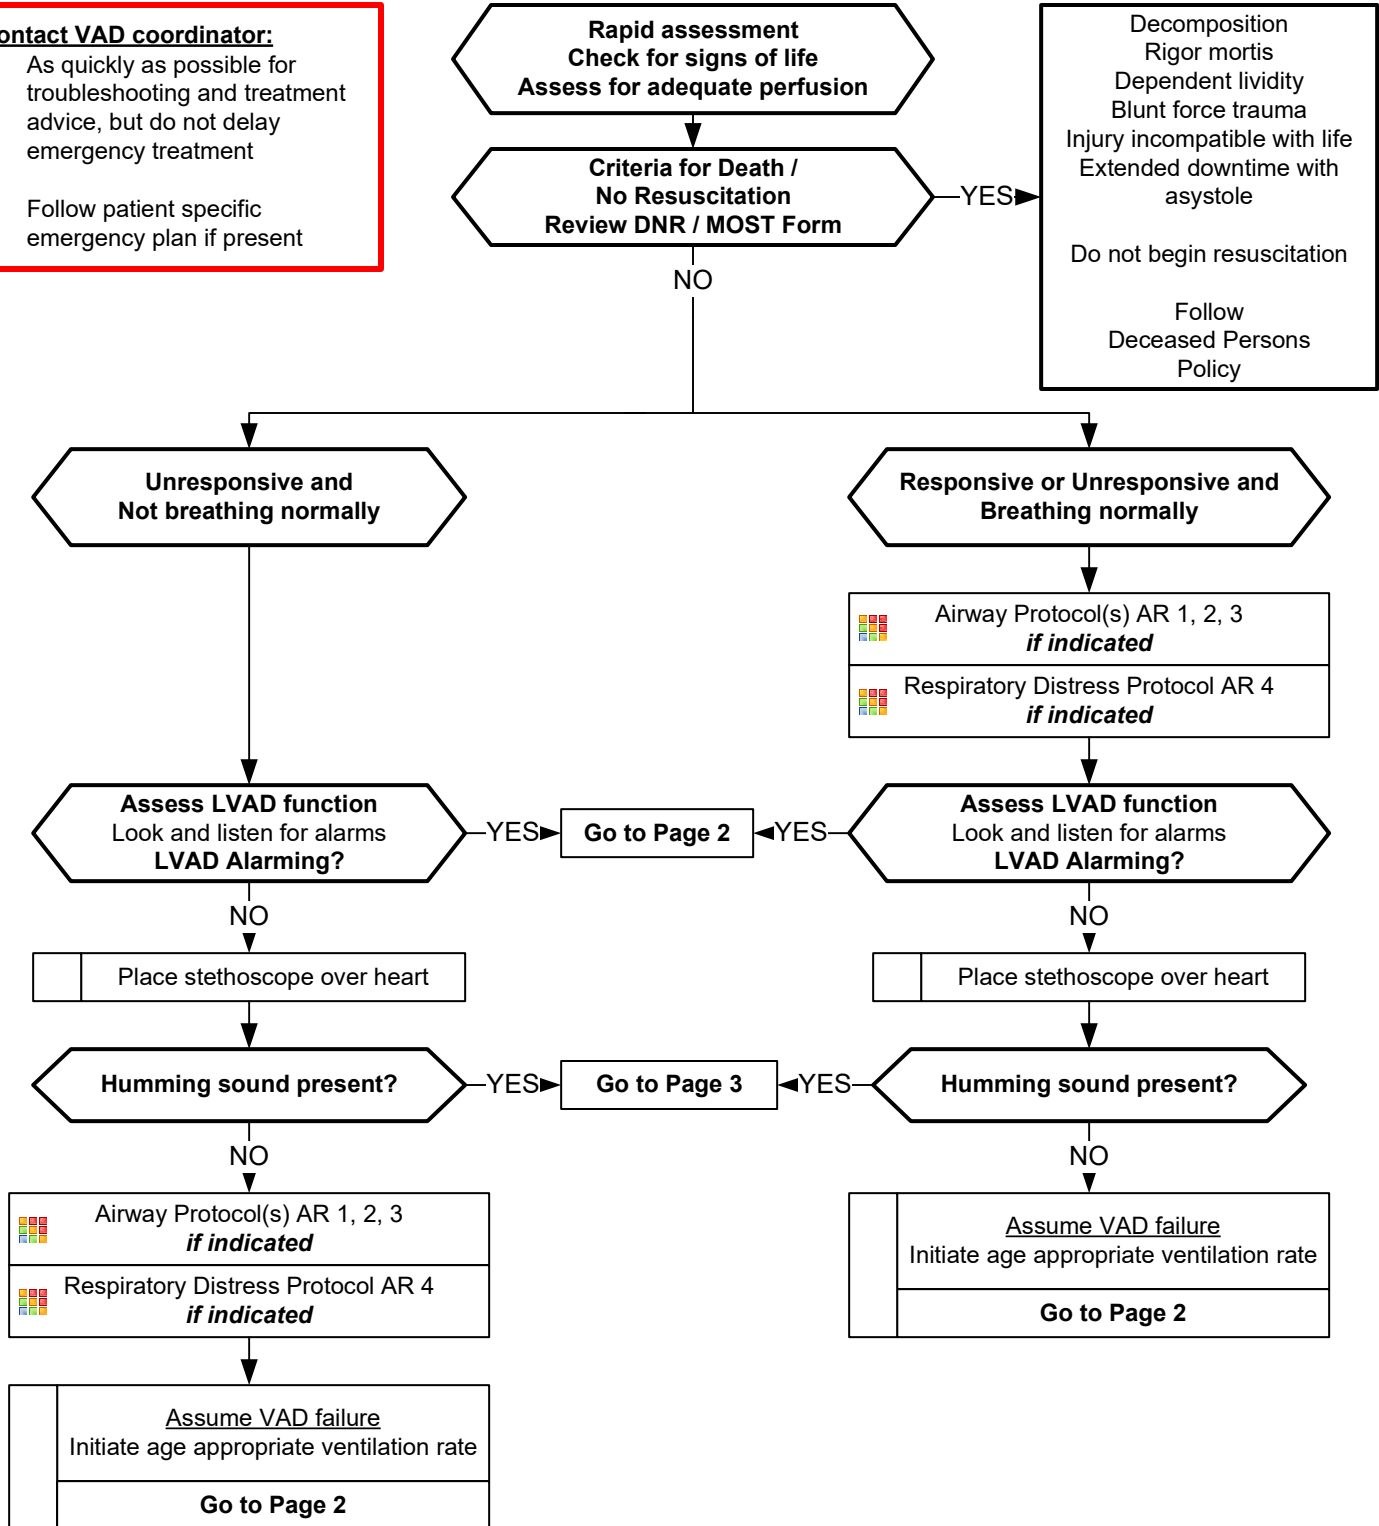 ontact VAD coordinator:
As quickly as possible for
troubleshooting and treatment
advice, but do not delay
emergency treatment
Follow patient specific
emergency plan if present
Rapid assessment
Check for signs of life
Assess for adequate perfusion
Criteria for Death /
No Resuscitation
Review DNR / MOST Form
YES
Decomposition
Rigor mortis
Dependent lividity
Blunt force trauma
Injury incompatible with life
Extended downtime with
asystole
Do not begin resuscitation
Follow
Deceased Persons
Policy
NO
Unresponsive and
Not breathing normally
Responsive or Unresponsive and
Breathing normally
Airway Protocol(s) AR 1, 2, 3
if indicated
Respiratory Distress Protocol AR 4
if indicated
Assess LVAD function
Look and listen for alarms
LVAD Alarming?
YES
Go to Page 2
YES
Assess LVAD function
Look and listen for alarms
LVAD Alarming?
NO
NO
Place stethoscope over heart
Place stethoscope over heart
Humming sound present?
YES
Go to Page 3
YES
Humming sound present?
NO
NO
Airway Protocol(s) AR 1, 2, 3
if indicated
Respiratory Distress Protocol AR 4
if indicated
Assume VAD failure
Initiate age appropriate ventilation rate
Go to Page 2
Assume VAD failure
Initiate age appropriate ventilation rate
Go to Page 2